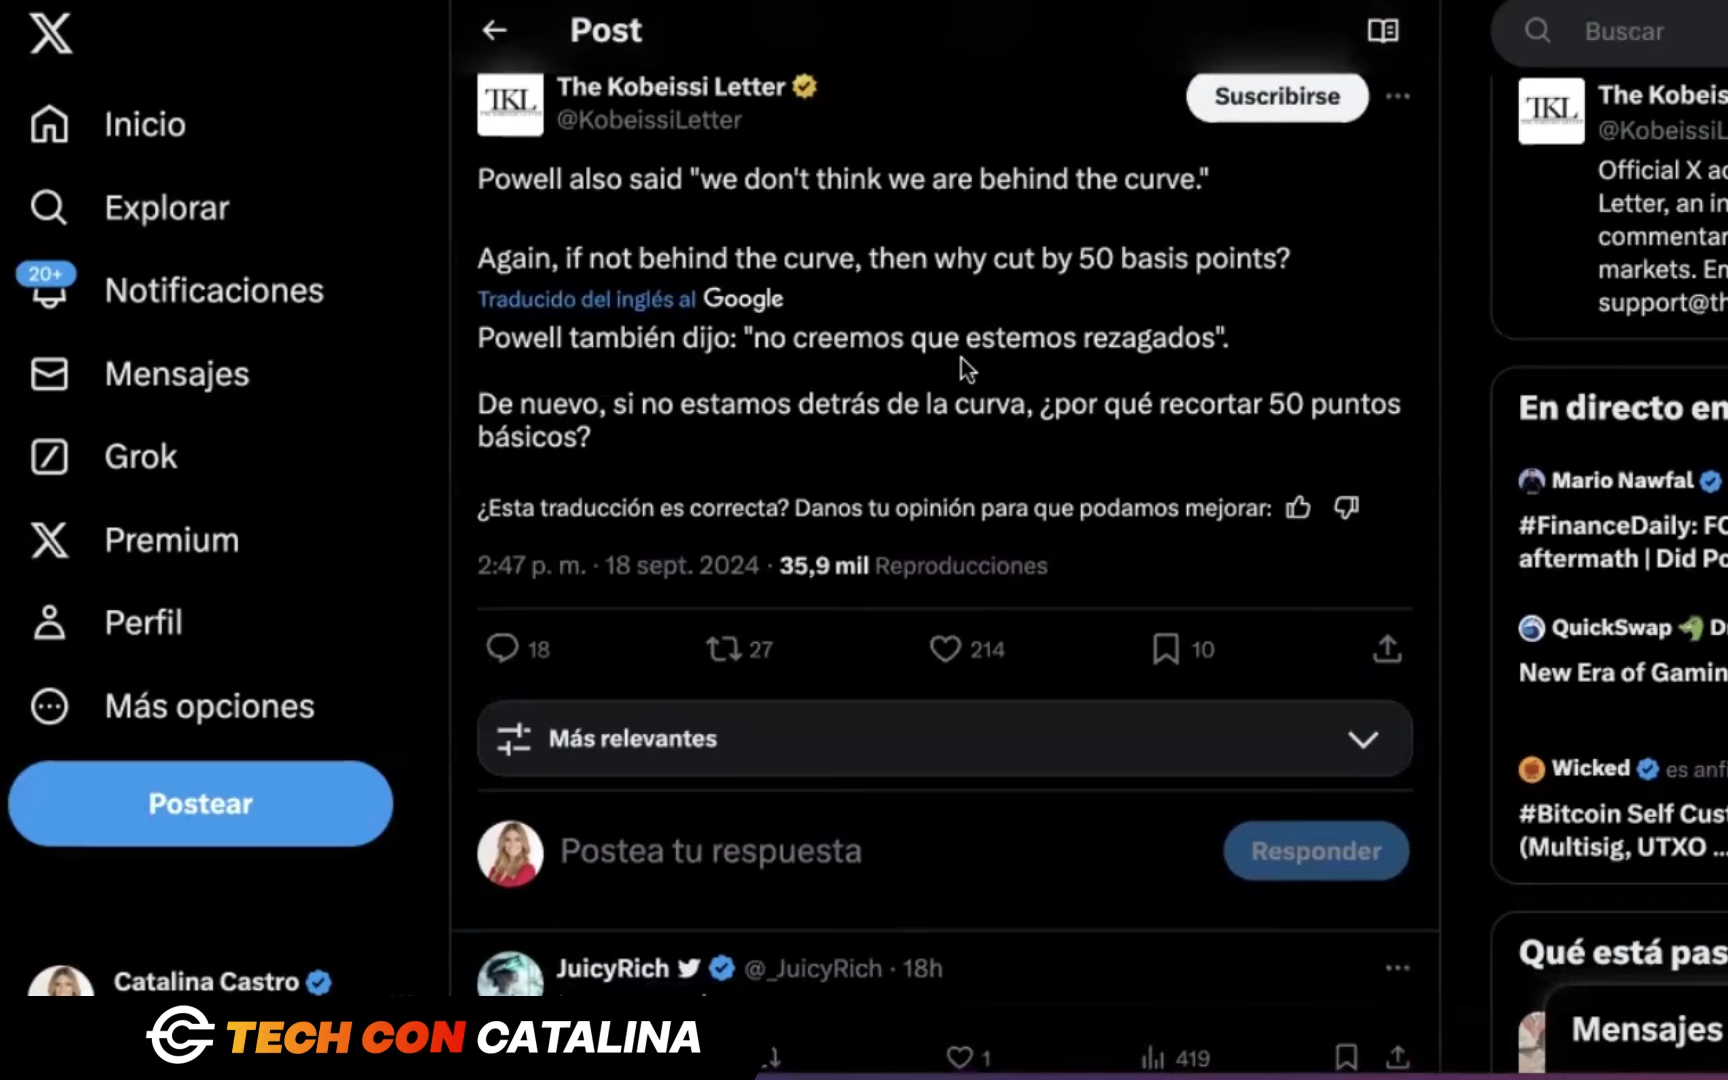 Post
Buscar
The Kobeissi Letter
@KobeissiLetter
Suscribirse
Powell also said "we don't think we are behind the curve."
Again, if not behind the curve, then why cut by 50 basis points?
Traducido del inglés al Google
Powell también dijo: "no creemos que estemos rezagados".
De nuevo, si no estamos detrás de la curva, ¿por qué recortar 50 puntos
básicos?
¿Esta traducción es correcta? Danos tu opinión para que podamos mejorar:
2:47 p. m. · 18 sept. 2024 · 35,9 mil Reproducciones
18 27 214 10
Más relevantes
Postea tu respuesta
Responder
JuicyRich @_JuicyRich · 18h
1 419
Inicio
Explorar
20+
Notificaciones
Mensajes
Grok
Premium
Perfil
Más opciones
Postear
Catalina Castro
TECH CON CATALINA
TKL
The Kobeis
@KobeissiL
Official X ac
Letter, an in
commentar
markets. Em
support@th
En directo en
Mario Nawfal
#FinanceDaily: FO
aftermath | Did Po
QuickSwap D
New Era of Gamin
Wicked es anfi
#Bitcoin Self Cust
(Multisig, UTXO ...
Qué está pas
Mensajes